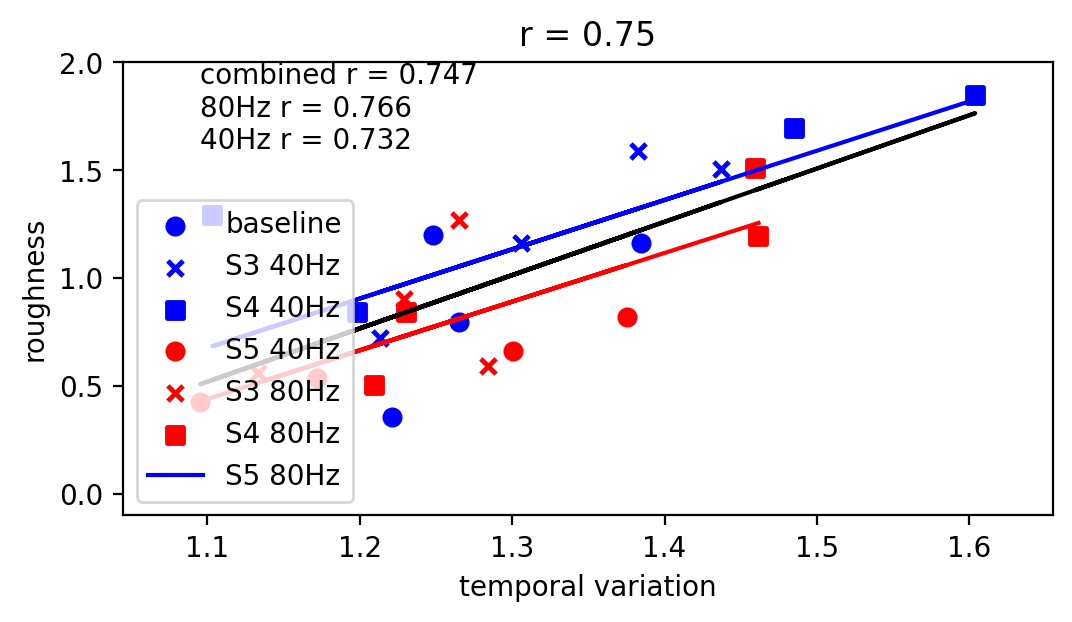 r = 0.75
combined r = 0.747
80Hz r = 0.766
40Hz r = 0.732
baseline
S3 40Hz
S4 40Hz
S5 40Hz
S3 80Hz
S4 80Hz
S5 80Hz
roughness
2.0
1.5
1.0
0.5
0.0
1.1 1.2 1.3 1.4 1.5 1.6
temporal variation